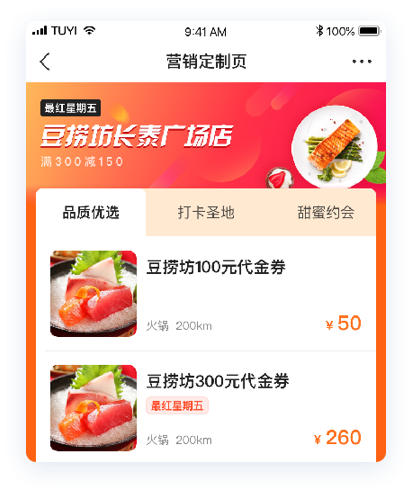 TUYI 9:41 AM 100%
营销定制页
最红星期五
豆捞坊长泰广场店
满300减150
品质优选 打卡圣地 甜蜜约会
豆捞坊100元代金券
火锅 200km ¥ 50
豆捞坊300元代金券
最红星期五
火锅 200km ¥ 260